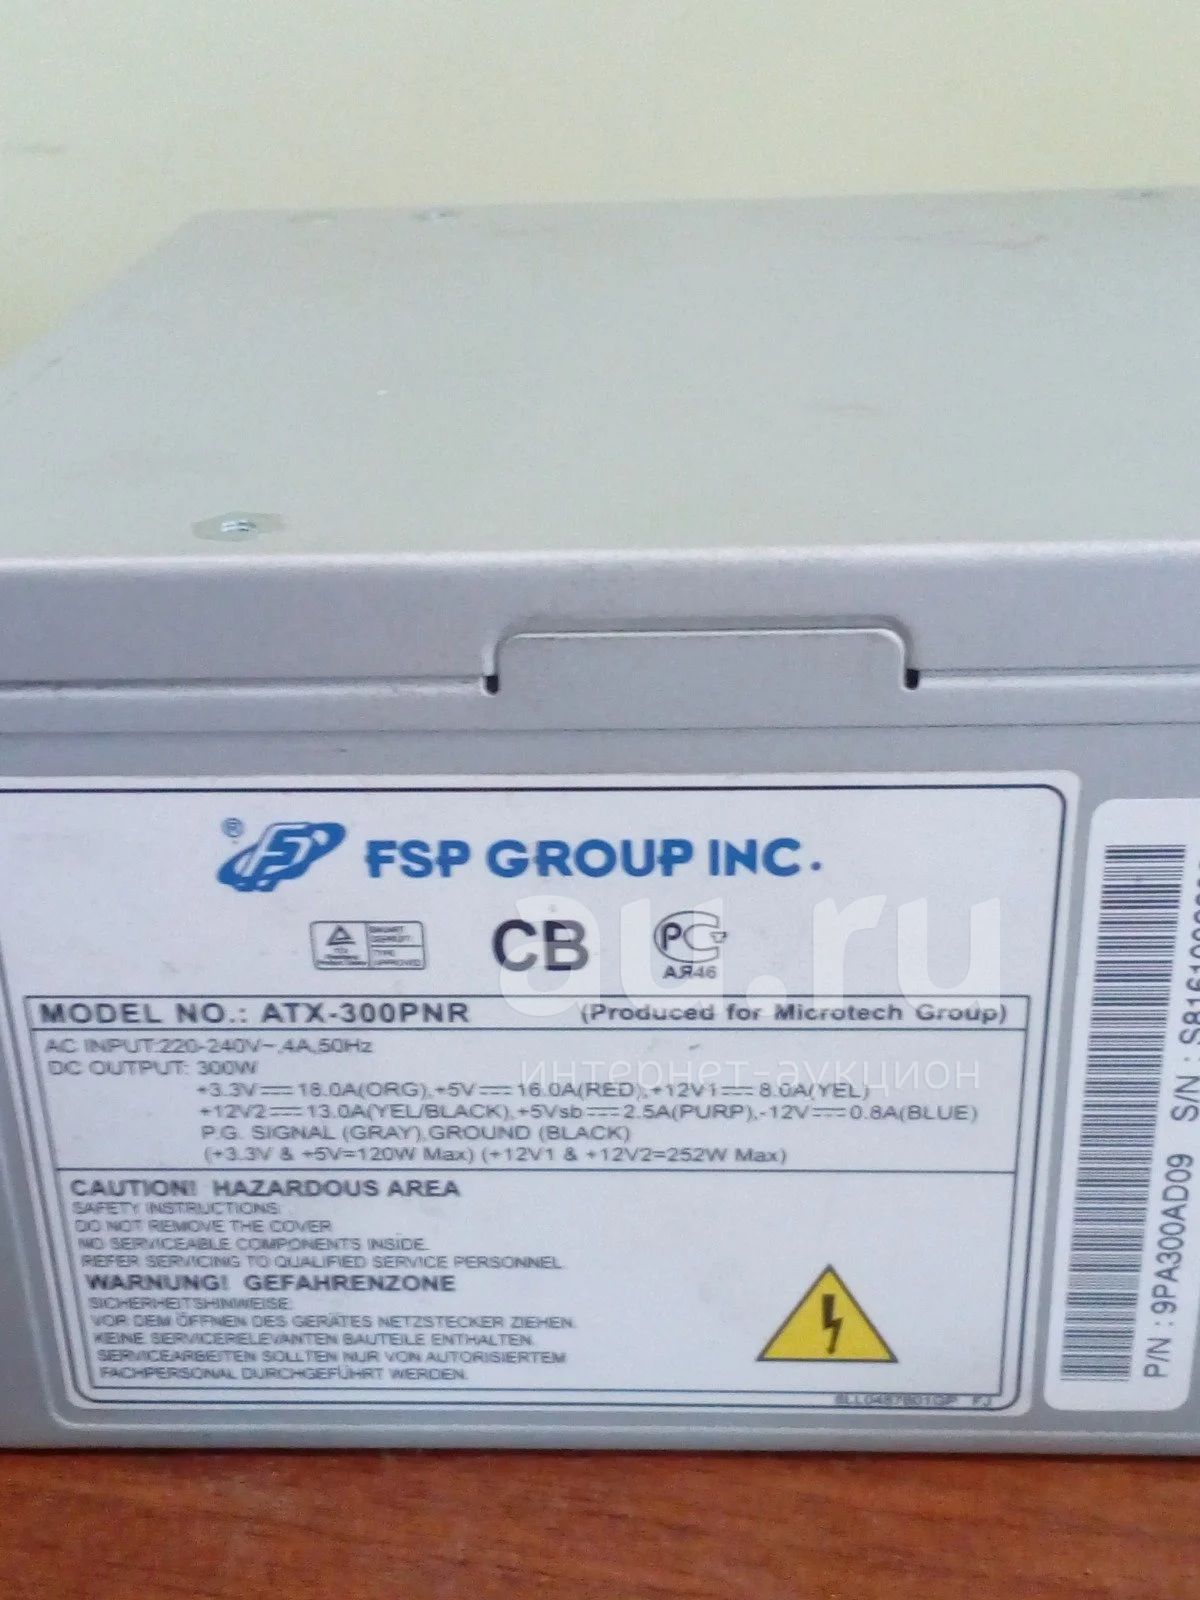 ® FSP GROUP INC.
CB
PC
АЯ46
MODEL NO.: ATX-300PNR (Produced for Microtech Group)
AC INPUT:220-240V~,4A,50Hz
DC OUTPUT: 300W
+3.3V⎓18.0A(ORG),+5V⎓16.0A(RED),+12V1⎓8.0A(YEL)
+12V2⎓13.0A(YEL/BLACK),+5Vsb⎓2.5A(PURP),-12V⎓0.8A(BLUE)
P.G. SIGNAL (GRAY),GROUND (BLACK)
(+3.3V & +5V=120W Max) (+12V1 & +12V2=252W Max)
CAUTION! HAZARDOUS AREA
SAFETY INSTRUCTIONS:
DO NOT REMOVE THE COVER.
NO SERVICEABLE COMPONENTS INSIDE.
REFER SERVICING TO QUALIFIED SERVICE PERSONNEL.
WARNUNG! GEFAHRENZONE
SICHERHEITSHINWEISE:
VOR DEM ÖFFNEN DES GERÄTES NETZSTECKER ZIEHEN.
KEINE SERVICERELEVANTEN BAUTEILE ENTHALTEN.
SERVICEARBEITEN SOLLTEN NUR VON AUTORISIERTEM
FACHPERSONAL DURCHGEFÜHRT WERDEN.
P/N : 9PA300AD09 S/N :
au.ru
интернет-аукцион